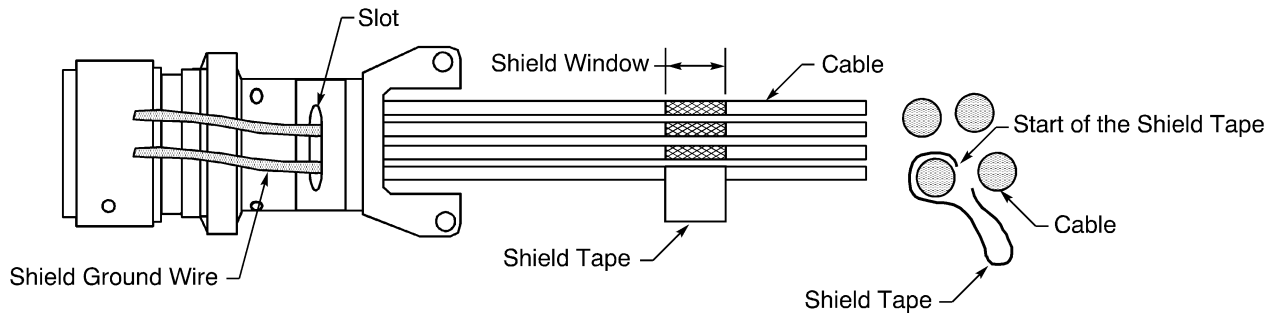 Slot
Shield Window
Cable
Start of the Shield Tape
Cable
Shield Tape
Shield Ground Wire
Shield Tape